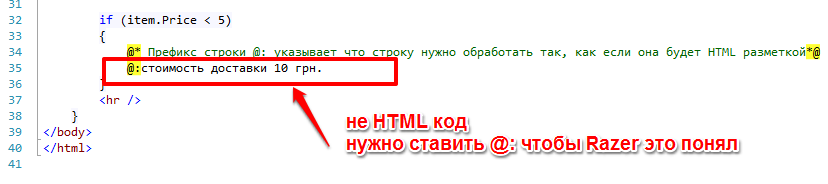 31
32 if (item.Price < 5)
33 {
34 @* Префикс строки @: указывает что строку нужно обработать так, как если она будет HTML разметкой*@
35 @:стоимость доставки 10 грн.
36 }
37 <hr />
38 }
39 </body>
40 </html>
41
не HTML код
нужно ставить @: чтобы Razer это понял